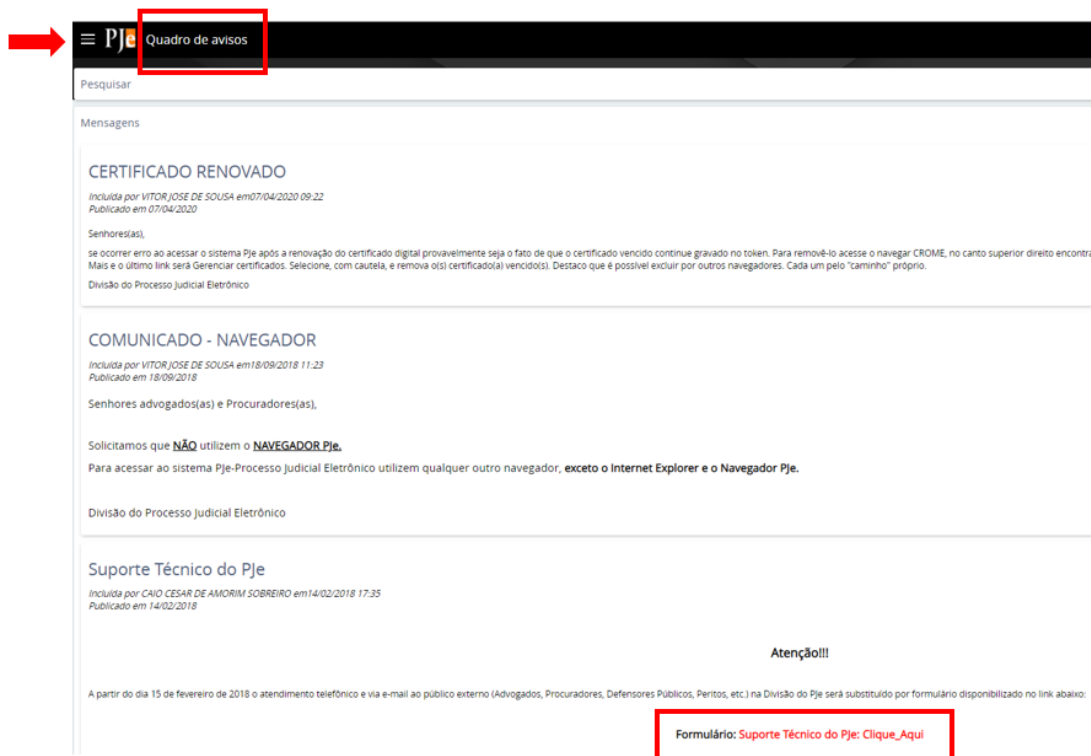 PJe Quadro de avisos
Pesquisar
Mensagens
CERTIFICADO RENOVADO
Incluída por VITOR JOSE DE SOUSA em07/04/2020 09:22
Publicado em 07/04/2020
Senhores(as),
se ocorrer erro ao acessar o sistema PJe após a renovação do certificado digital provavelmente seja o fato de que o certificado vencido continue gravado no token. Para removê-lo acesse o navegar CROME, no canto superior direito encontra
Mais e o último link será Gerenciar certificados. Selecione, com cautela, e remova o(s) certificado(a) vencido(s). Destaco que é possível excluir por outros navegadores. Cada um pelo "caminho" próprio.
Divisão do Processo Judicial Eletrônico
COMUNICADO - NAVEGADOR
Incluída por VITOR JOSE DE SOUSA em18/09/2018 11:23
Publicado em 18/09/2018
Senhores advogados(as) e Procuradores(as),
Solicitamos que NÃO utilizem o NAVEGADOR PJe.
Para acessar ao sistema PJe-Processo Judicial Eletrônico utilizem qualquer outro navegador, exceto o Internet Explorer e o Navegador PJe.
Divisão do Processo Judicial Eletrônico
Suporte Técnico do PJe
Incluída por CAIO CESAR DE AMORIM SOBREIRO em14/02/2018 17:35
Publicado em 14/02/2018
Atenção!!!
A partir do dia 15 de fevereiro de 2018 o atendimento telefônico e via e-mail ao público externo (Advogados, Procuradores, Defensores Públicos, Peritos, etc.) na Divisão do PJe será substituído por formulário disponibilizado no link abaixo:
Formulário: Suporte Técnico do PJe: Clique_Aqui